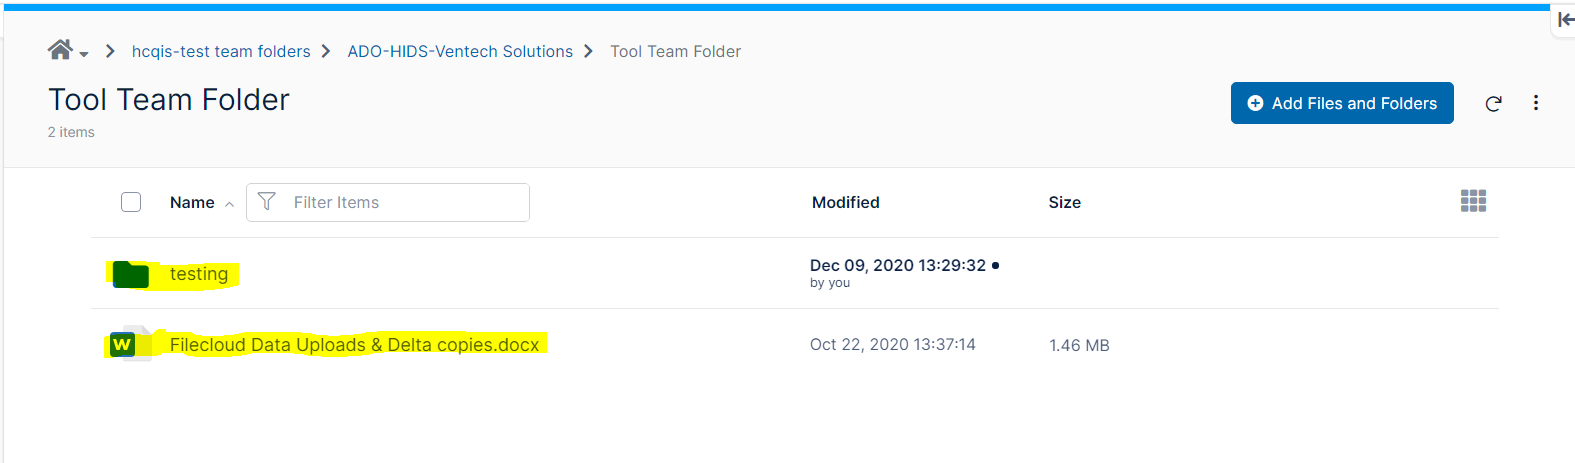 hcqis-test team folders ADO-HIDS-Ventech Solutions Tool Team Folder
Tool Team Folder
2 items
Add Files and Folders
Name Filter Items Modified Size
testing Dec 09, 2020 13:29:32
by you
W Filecloud Data Uploads & Delta copies.docx Oct 22, 2020 13:37:14 1.46 MB